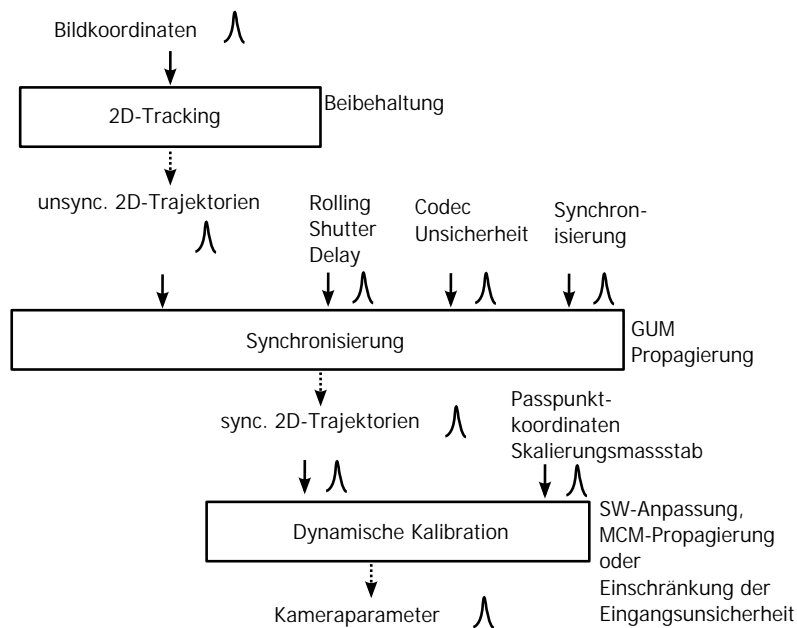 Bildkoordinaten
2D-Tracking
Beibehaltung
unsync. 2D-Trajektorien
Rolling
Shutter
Delay
Codec
Unsicherheit
Synchron-
isierung
Synchronisierung
GUM
Propagierung
sync. 2D-Trajektorien
Passpunkt-
koordinaten
Skalierungsmassstab
Dynamische Kalibration
SW-Anpassung,
MCM-Propagierung
oder
Einschränkung der
Eingangsunsicherheit
Kameraparameter